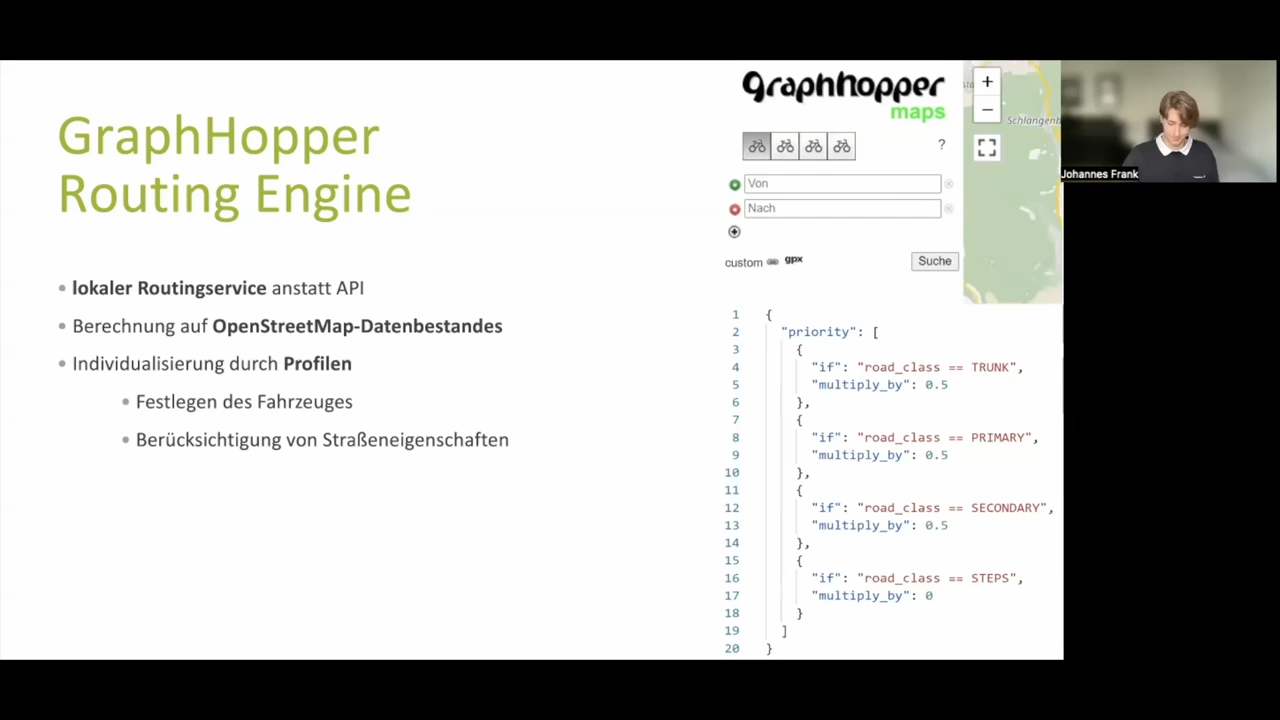 GraphHopper
Routing Engine
• lokaler Routingservice anstatt API
• Berechnung auf OpenStreetMap-Datenbestandes
• Individualisierung durch Profilen
• Festlegen des Fahrzeuges
• Berücksichtigung von Straßeneigenschaften
graphhopper
maps
?
Von
Nach
custom gpx
Suche
+
−
Schlangenb
Johannes Frank
1 {
2 "priority": [
3 {
4 "if": "road_class == TRUNK",
5 "multiply_by": 0.5
6 },
7 {
8 "if": "road_class == PRIMARY",
9 "multiply_by": 0.5
10 },
11 {
12 "if": "road_class == SECONDARY",
13 "multiply_by": 0.5
14 },
15 {
16 "if": "road_class == STEPS",
17 "multiply_by": 0
18 }
19 ]
20 }